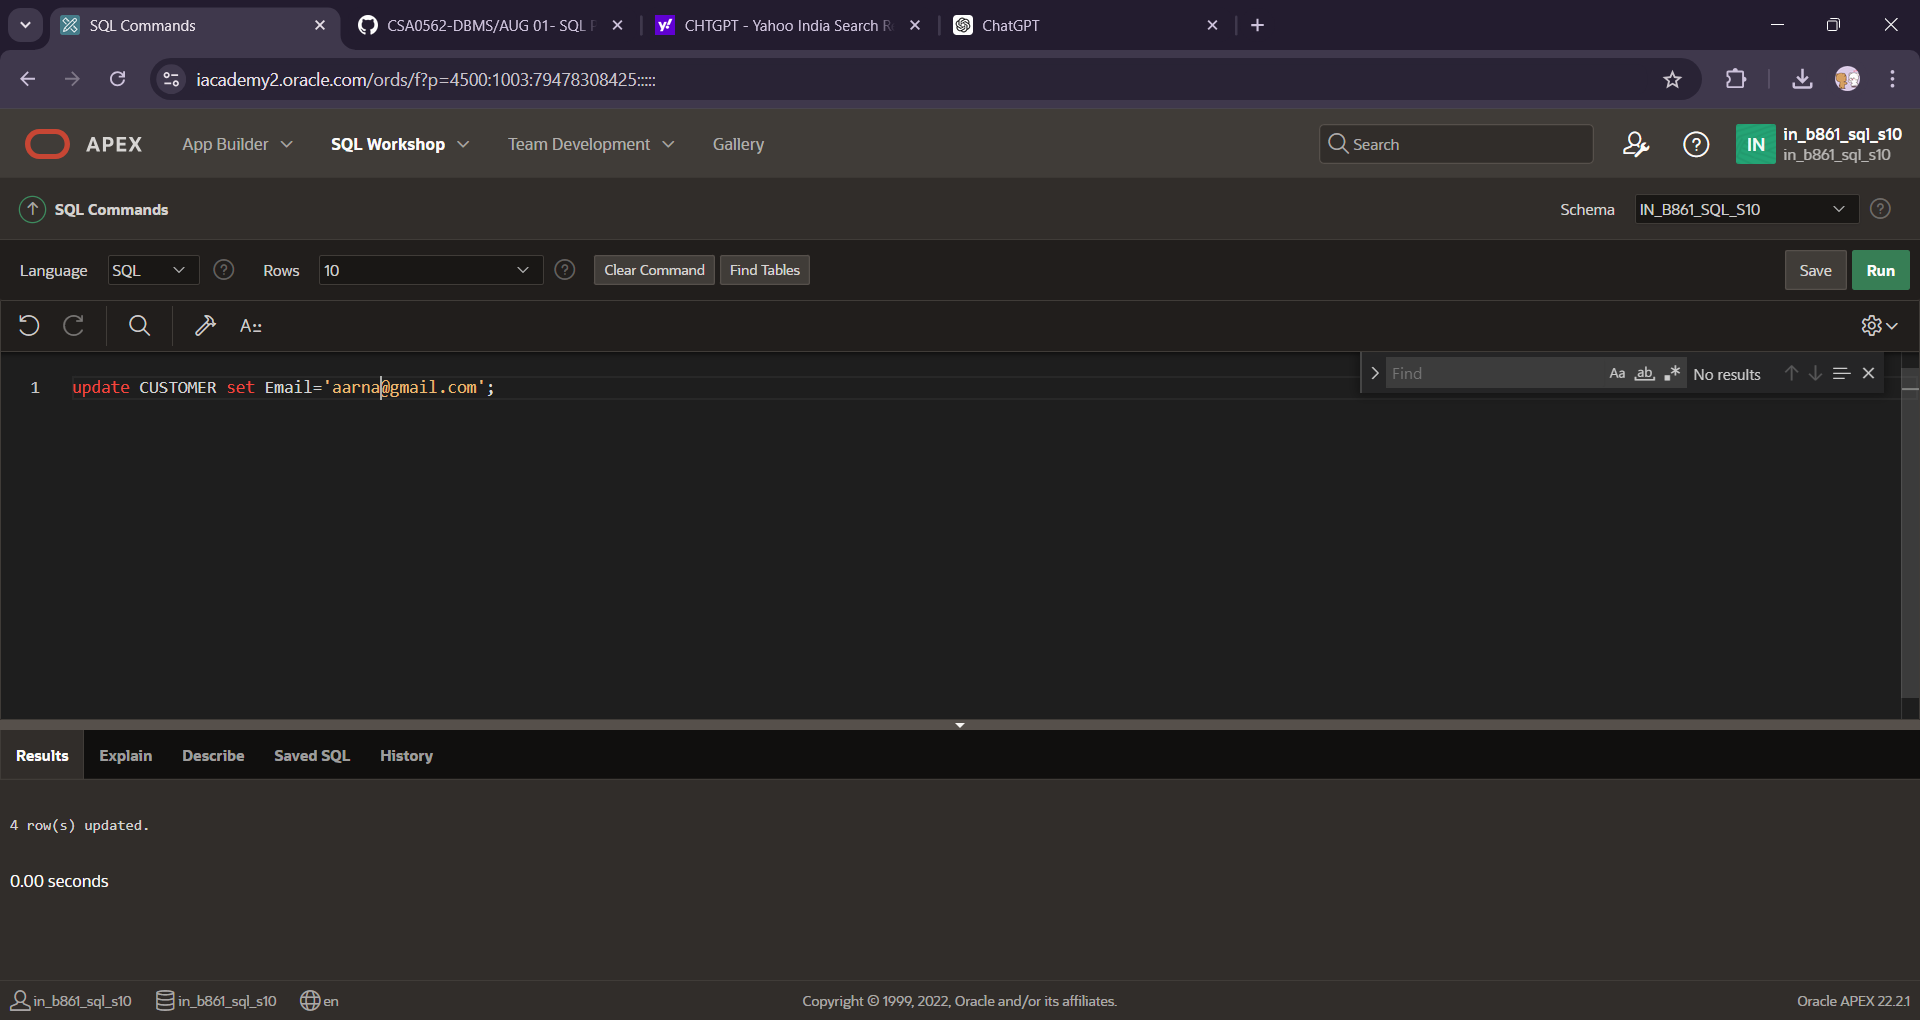 SQL Commands
CSA0562-DBMS/AUG 01- SQL
CHTGPT - Yahoo India Search R
ChatGPT
iacademy2.oracle.com/ords/f?p=4500:1003:79478308425:::::
APEX
App Builder
SQL Workshop
Team Development
Gallery
Search
IN
in_b861_sql_s10
in_b861_sql_s10
SQL Commands
Schema
IN_B861_SQL_S10
Language
SQL
Rows
10
Clear Command
Find Tables
Save
Run
A::
1 update CUSTOMER set Email='aarna@gmail.com';
Find
Aa
ab
.*
No results
Results
Explain
Describe
Saved SQL
History
4 row(s) updated.
0.00 seconds
in_b861_sql_s10
in_b861_sql_s10
en
Copyright © 1999, 2022, Oracle and/or its affiliates.
Oracle APEX 22.2.1